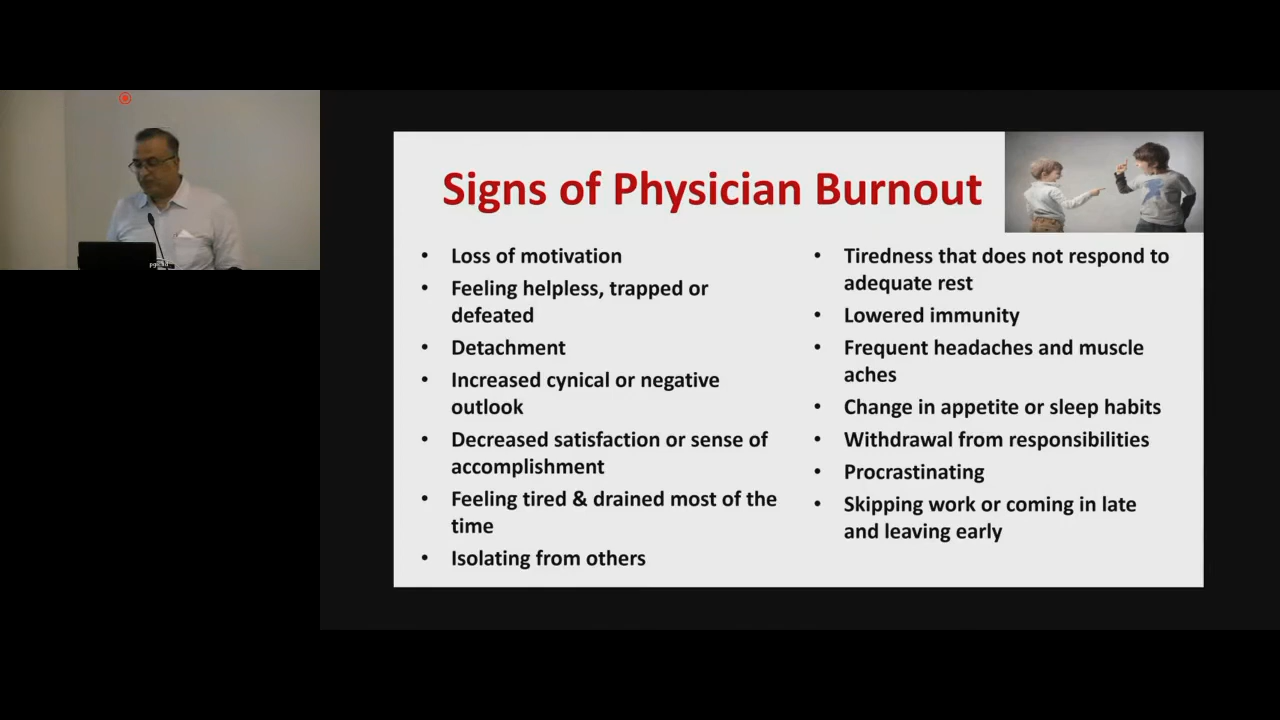 Signs of Physician Burnout
• Loss of motivation
• Feeling helpless, trapped or
defeated
• Detachment
• Increased cynical or negative
outlook
• Decreased satisfaction or sense of
accomplishment
• Feeling tired & drained most of the
time
• Isolating from others
• Tiredness that does not respond to
adequate rest
• Lowered immunity
• Frequent headaches and muscle
aches
• Change in appetite or sleep habits
• Withdrawal from responsibilities
• Procrastinating
• Skipping work or coming in late
and leaving early